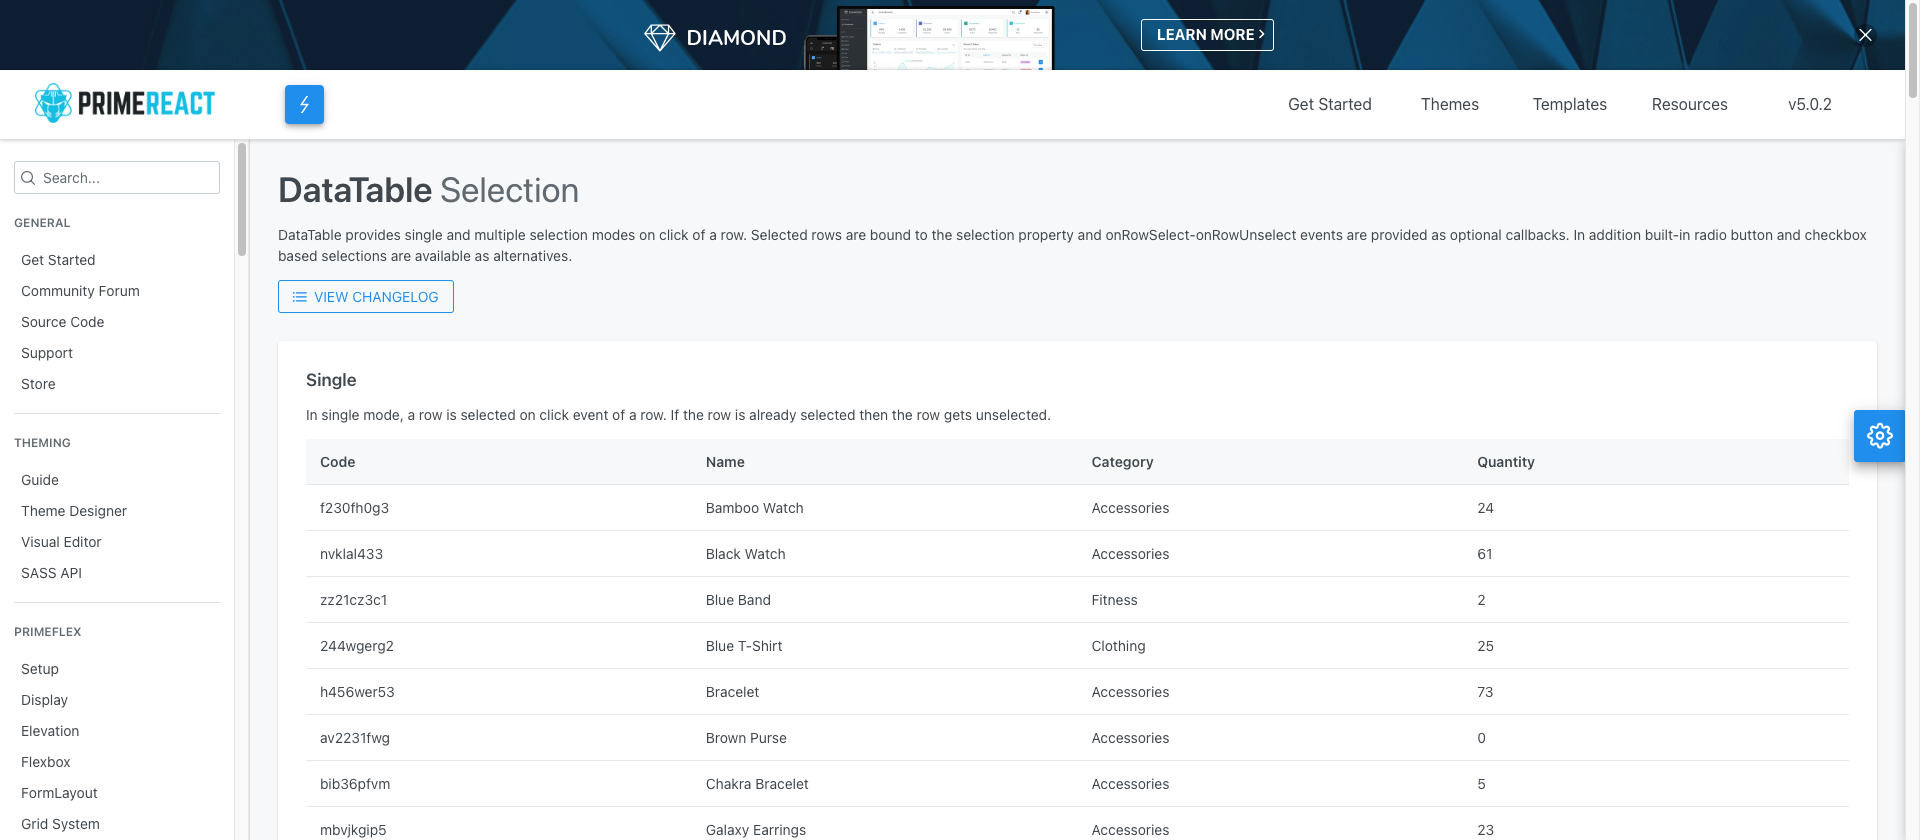 DIAMOND
LEARN MORE
PRIMEREACT
Get Started
Themes
Templates
Resources
v5.0.2
Search...
GENERAL
Get Started
Community Forum
Source Code
Support
Store
THEMING
Guide
Theme Designer
Visual Editor
SASS API
PRIMEFLEX
Setup
Display
Elevation
Flexbox
FormLayout
Grid System
DataTable Selection
DataTable provides single and multiple selection modes on click of a row. Selected rows are bound to the selection property and onRowSelect-onRowUnselect events are provided as optional callbacks. In addition built-in radio button and checkbox
based selections are available as alternatives.
VIEW CHANGELOG
Single
In single mode, a row is selected on click event of a row. If the row is already selected then the row gets unselected.
Code Name Category Quantity
f230fh0g3 Bamboo Watch Accessories 24
nvklal433 Black Watch Accessories 61
zz21cz3c1 Blue Band Fitness 2
244wgerg2 Blue T-Shirt Clothing 25
h456wer53 Bracelet Accessories 73
av2231fwg Brown Purse Accessories 0
bib36pfvm Chakra Bracelet Accessories 5
mbvjkgip5 Galaxy Earrings Accessories 23